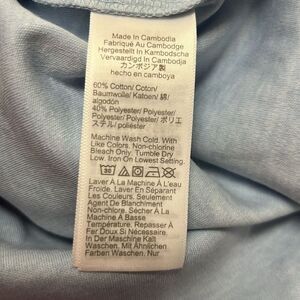 Made In Cambodia
Fabriqué Au Cambodge
Hergestellt In Kambodscha
Vervaardigd In Cambodja
カンボジア製
hecho en camboya
60% Cotton/ Coton/
Baumwolle/ Katoen/ 綿/
algodón
40% Polyester/ Polyester/
Polyester/ Polyester/ ポリエ
ステル/ poliéster
Machine Wash Cold. With
Like Colors. Non-chlorine
Bleach Only, Tumble Dry
Low. Iron On Lowest Setting.
30
Laver À La Machine À L'eau
Froide. Laver En Séparant
Les Couleurs, Seulement
Agent De Blanchiment
Non-chlore. Sécher À La
Machine À Basse
Température. Repasser À
Fer Doux Si Nécessaire.
In Der Maschine Kalt
Waschen, Mit Ähnlichen
Farben Waschen, Nur